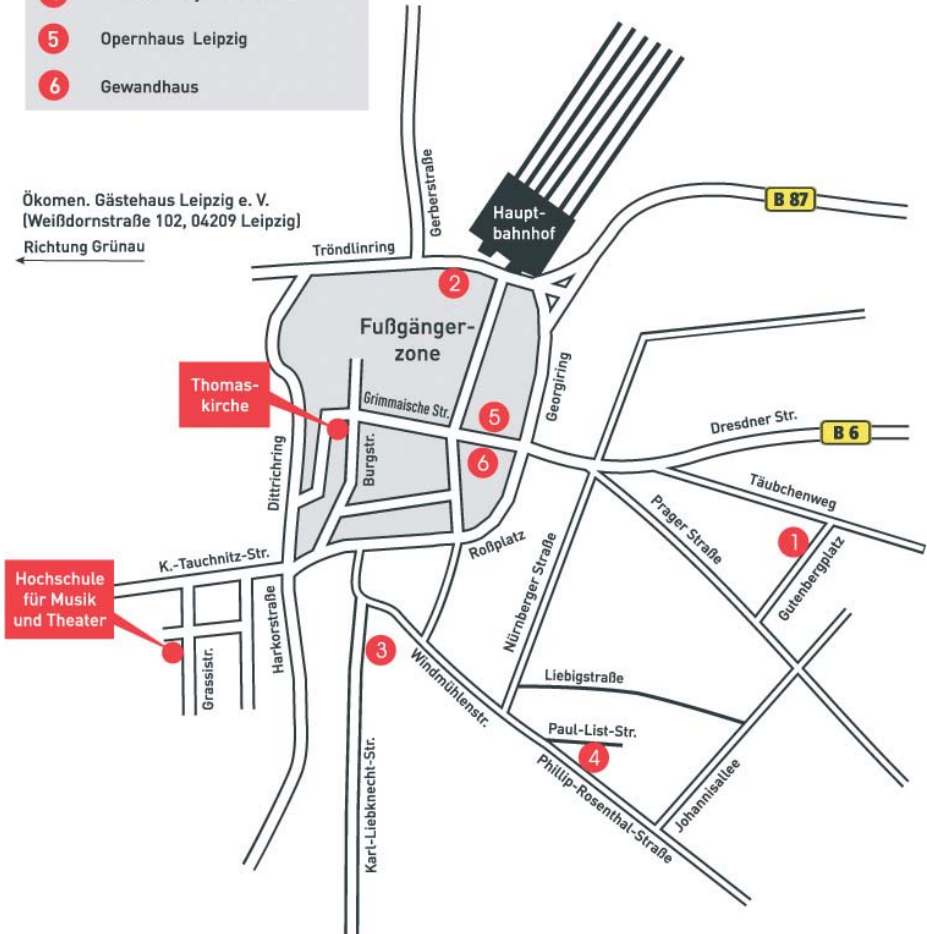 5 Opernhaus Leipzig
6 Gewandhaus
Ökomen. Gästehaus Leipzig e. V.
(Weißdornstraße 102, 04209 Leipzig)
Richtung Grünau
Gerberstraße
Haupt-
bahnhof
B 87
Tröndlinring
2
Fußgänger-
zone
Thomas-
kirche
Grimmaische Str.
5
Georgiring
Dresdner Str.
B 6
Dittrichring
Burgstr.
6
Täubchenweg
Roßplatz
Nürnberger Straße
Prager Straße
1
Gutenbergplatz
K.-Tauchnitz-Str.
Hochschule
für Musik
und Theater
Harkorstraße
Grassistr.
3
Windmühlenstr.
Liebigstraße
Paul-List-Str.
4
Phillip-Rosenthal-Straße
Johannisallee
Karl-Liebknecht-Str.